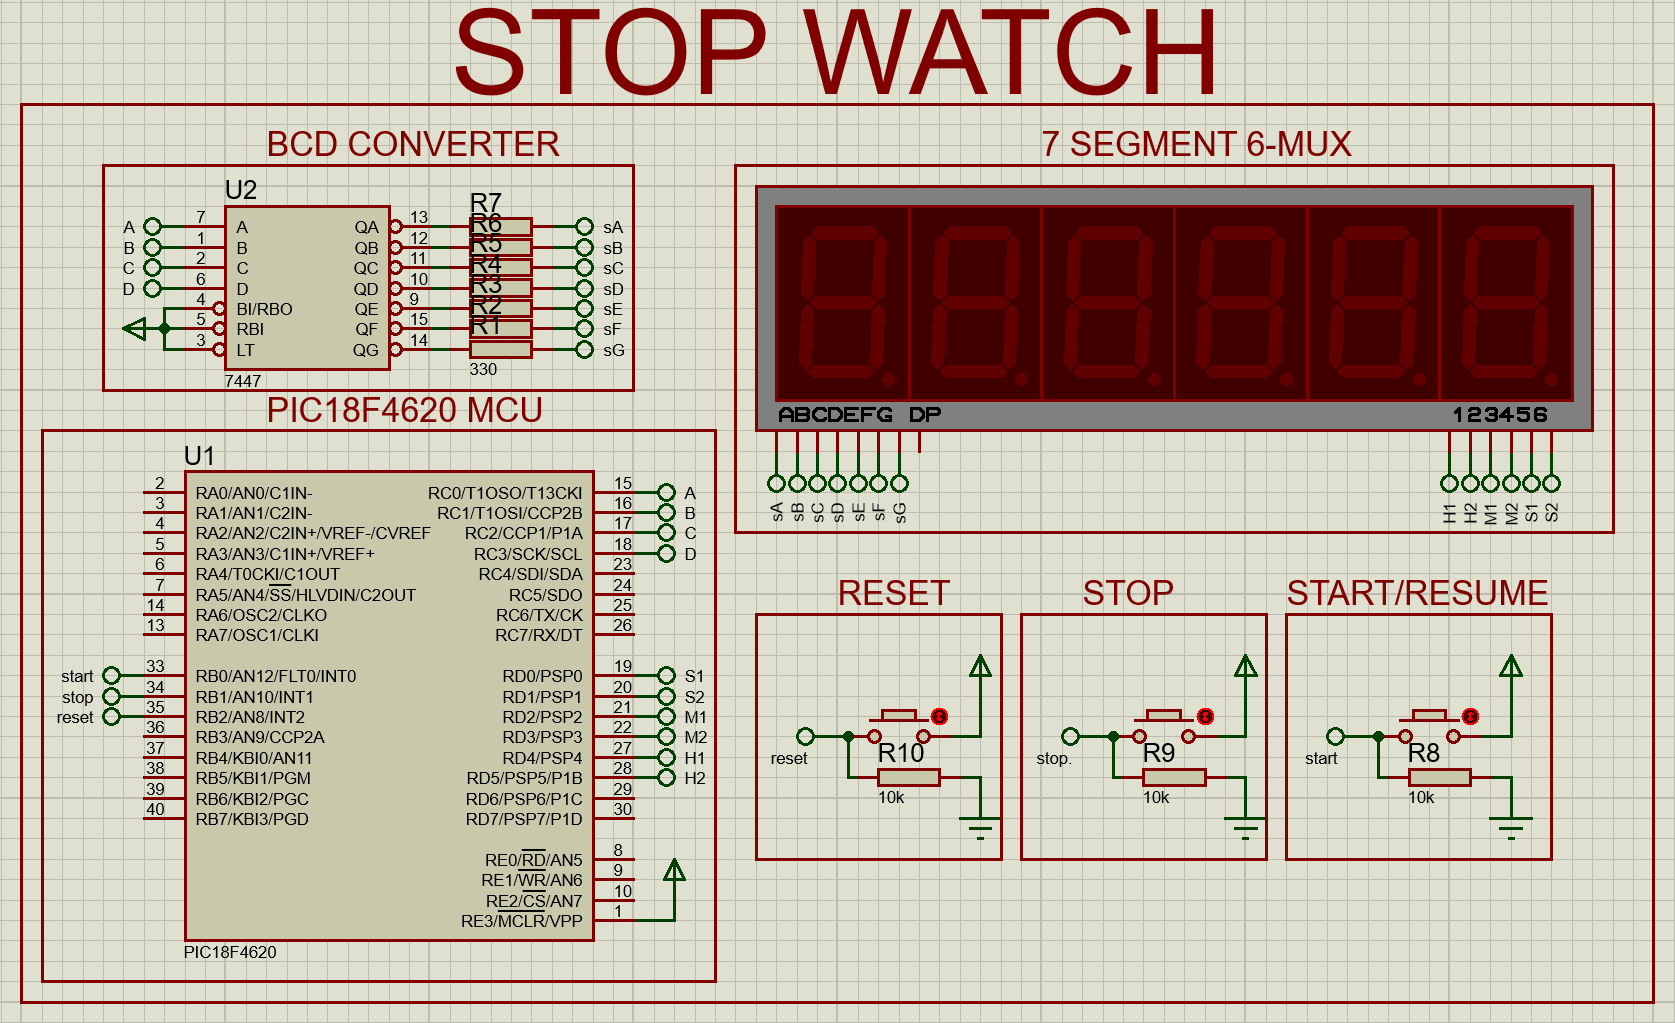 STOP WATCH
BCD CONVERTER
U2
A 7 A QA 13 R7 sA
B 1 B QB 12 R6 sB
C 2 C QC 11 R5 sC
D 6 D QD 10 R4 sD
4 BI/RBO QE 9 R3 sE
5 RBI QF 15 R2 sF
3 LT QG 14 R1 sG
7447 330
7 SEGMENT 6-MUX
ABCDEFG DP 123456
sA sB sC sD sE sF sG H1 H2 M1 M2 S1 S2
PIC18F4620 MCU
U1
2 RA0/AN0/C1IN- RC0/T1OSO/T13CKI 15 A
3 RA1/AN1/C2IN- RC1/T1OSI/CCP2B 16 B
4 RA2/AN2/C2IN+/VREF-/CVREF RC2/CCP1/P1A 17 C
5 RA3/AN3/C1IN+/VREF+ RC3/SCK/SCL 18 D
6 RA4/T0CKI/C1OUT RC4/SDI/SDA 23
7 RA5/AN4/SS/HLVDIN/C2OUT RC5/SDO 24
14 RA6/OSC2/CLKO RC6/TX/CK 25
13 RA7/OSC1/CLKI RC7/RX/DT 26
start 33 RB0/AN12/FLT0/INT0 RD0/PSP0 19 S1
stop 34 RB1/AN10/INT1 RD1/PSP1 20 S2
reset 35 RB2/AN8/INT2 RD2/PSP2 21 M1
36 RB3/AN9/CCP2A RD3/PSP3 22 M2
37 RB4/KBI0/AN11 RD4/PSP4 27 H1
38 RB5/KBI1/PGM RD5/PSP5/P1B 28 H2
39 RB6/KBI2/PGC RD6/PSP6/P1C 29
40 RB7/KBI3/PGD RD7/PSP7/P1D 30
RE0/RD/AN5 8
RE1/WR/AN6 9
RE2/CS/AN7 10
RE3/MCLR/VPP 1
PIC18F4620
RESET
reset
R10
10k
STOP
stop.
R9
10k
START/RESUME
start
R8
10k